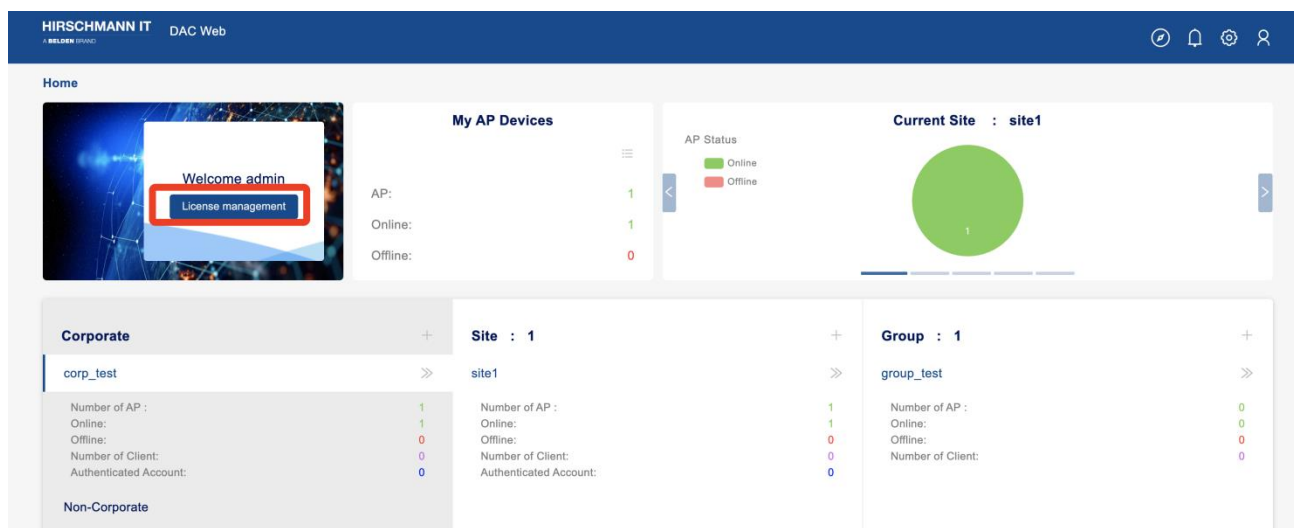 HIRSCHMANN IT
A BELDEN BRAND
DAC Web
Home
Welcome admin
License management
My AP Devices
AP: 1
Online: 1
Offline: 0
Current Site : site1
AP Status
Online
Offline
1
Corporate
corp_test
Number of AP : 1
Online: 1
Offline: 0
Number of Client: 0
Authenticated Account: 0
Non-Corporate
Site : 1
site1
Number of AP : 1
Online: 1
Offline: 0
Number of Client: 0
Authenticated Account: 0
Group : 1
group_test
Number of AP : 0
Online: 0
Offline: 0
Number of Client: 0